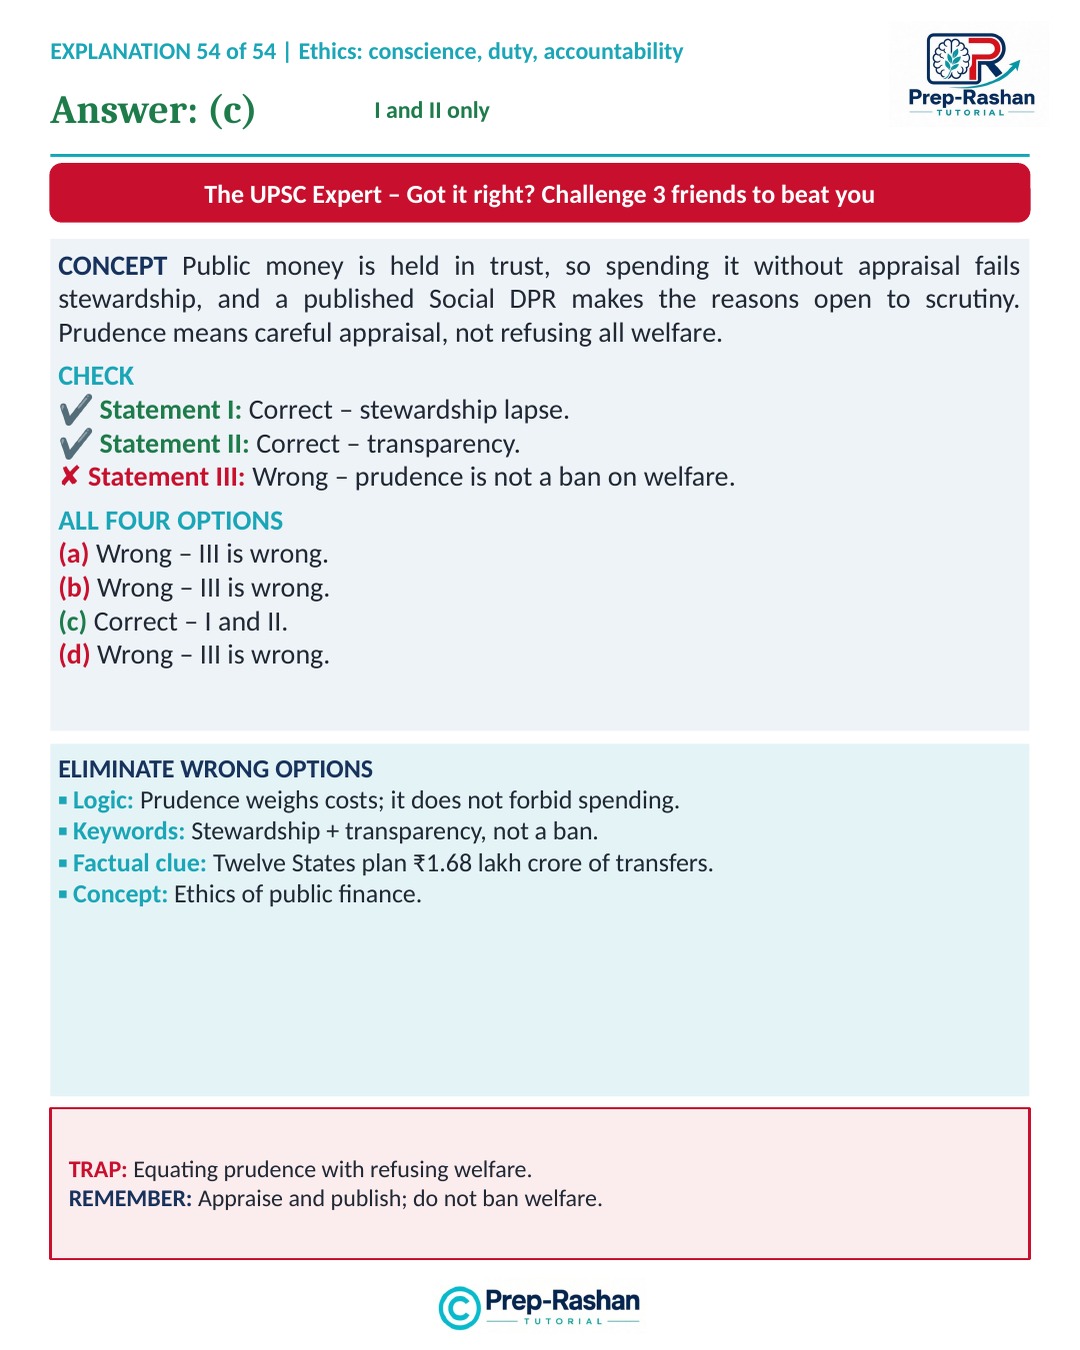 EXPLANATION 54 of 54 | Ethics: conscience, duty, accountability
Prep-Rashan
TUTORIAL
Answer: (c)
I and II only
The UPSC Expert – Got it right? Challenge 3 friends to beat you
CONCEPT Public money is held in trust, so spending it without appraisal fails
stewardship, and a published Social DPR makes the reasons open to scrutiny.
Prudence means careful appraisal, not refusing all welfare.
CHECK
✔ Statement I: Correct – stewardship lapse.
✔ Statement II: Correct – transparency.
✘ Statement III: Wrong – prudence is not a ban on welfare.
ALL FOUR OPTIONS
(a) Wrong – III is wrong.
(b) Wrong – III is wrong.
(c) Correct – I and II.
(d) Wrong – III is wrong.
ELIMINATE WRONG OPTIONS
▪ Logic: Prudence weighs costs; it does not forbid spending.
▪ Keywords: Stewardship + transparency, not a ban.
▪ Factual clue: Twelve States plan ₹1.68 lakh crore of transfers.
▪ Concept: Ethics of public finance.
TRAP: Equating prudence with refusing welfare.
REMEMBER: Appraise and publish; do not ban welfare.
© Prep-Rashan
TUTORIAL